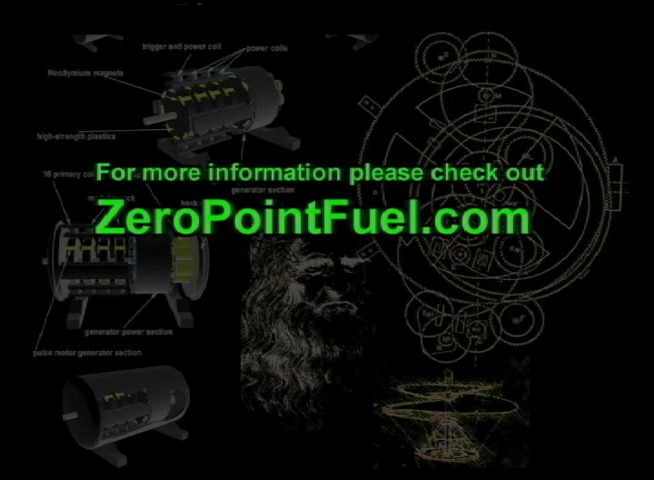 trigger and power coil
power coils
Neodymium magnets
high-strength plastics
For more information please check out
generator section
ZeroPointFuel.com
generator power section
pulse motor generator section